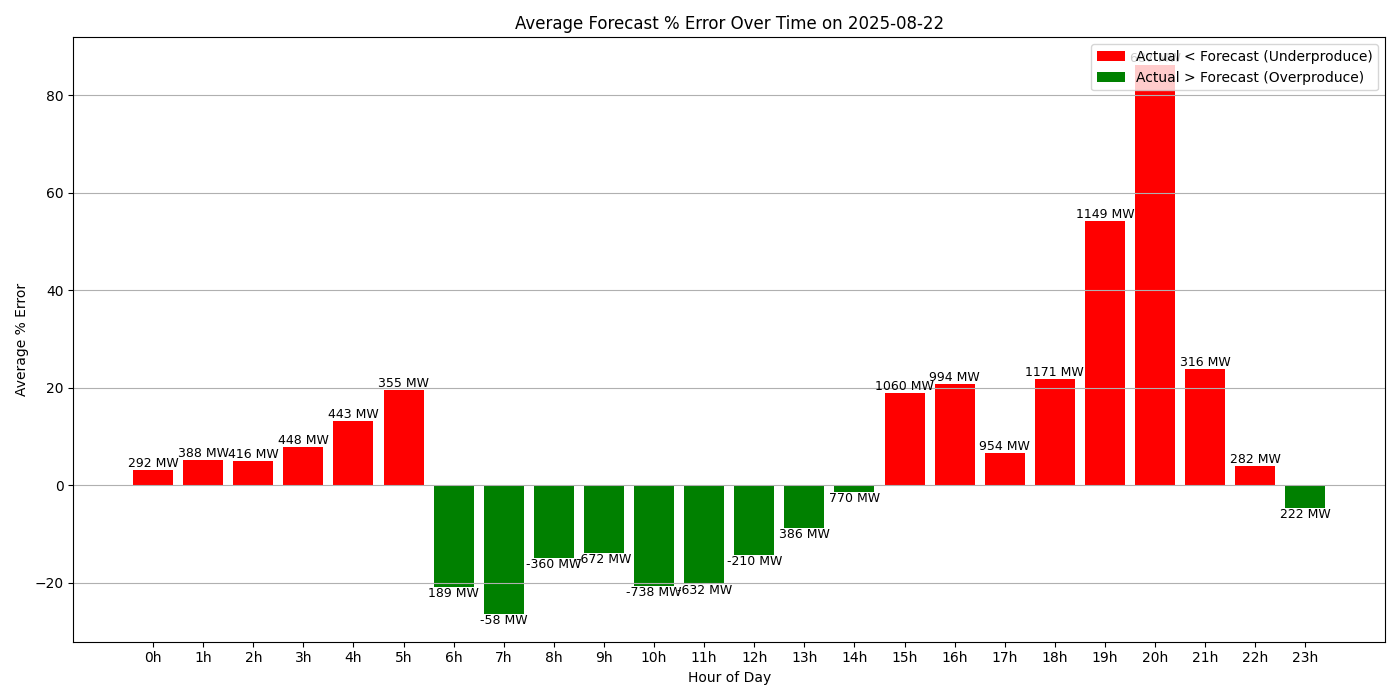 Average Forecast % Error Over Time on 2025-08-22
Actual < Forecast (Underproduce)
Actual > Forecast (Overproduce)
Average % Error
80
60
40
20
0
−20
292 MW
388 MW
416 MW
448 MW
443 MW
355 MW
189 MW
-58 MW
-360 MW
-672 MW
-738 MW
-632 MW
-210 MW
386 MW
770 MW
1060 MW
994 MW
954 MW
1171 MW
1149 MW
316 MW
282 MW
222 MW
0h 1h 2h 3h 4h 5h 6h 7h 8h 9h 10h 11h 12h 13h 14h 15h 16h 17h 18h 19h 20h 21h 22h 23h
Hour of Day